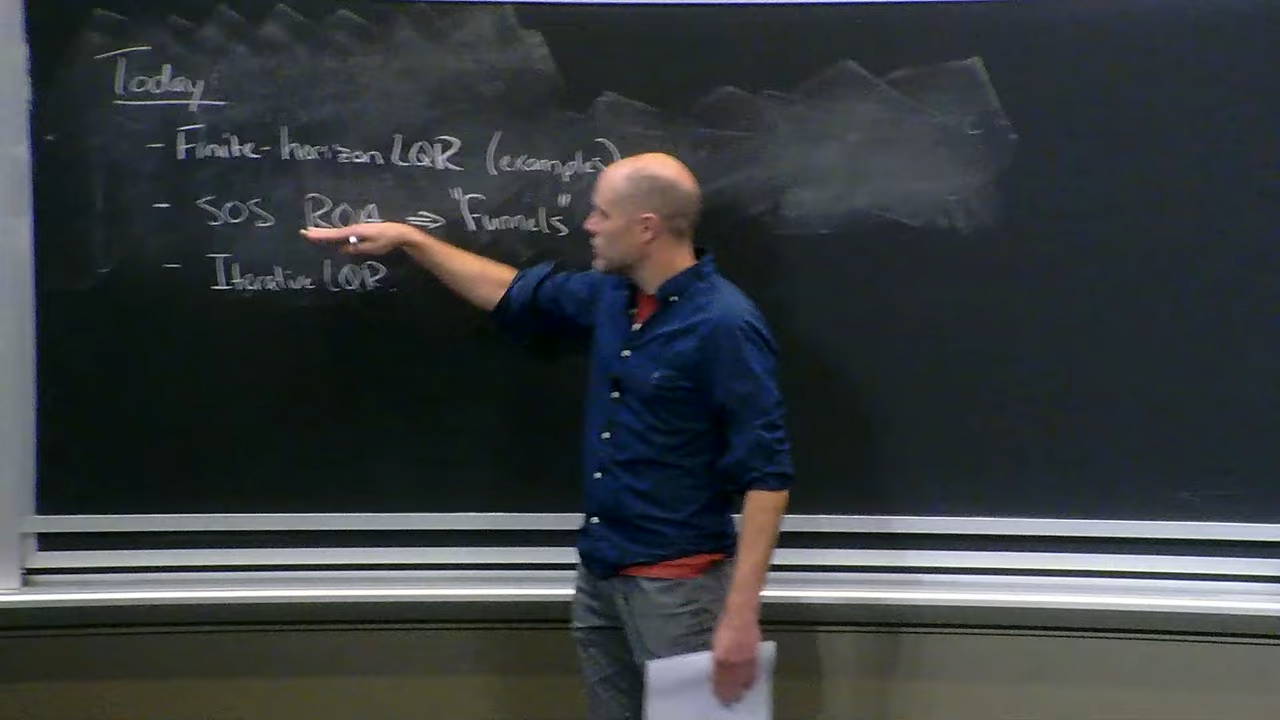 Today
- Finite-horizon LQR (examples)
- SOS ROA ⇒ "Funnels"
- Iterative LQR